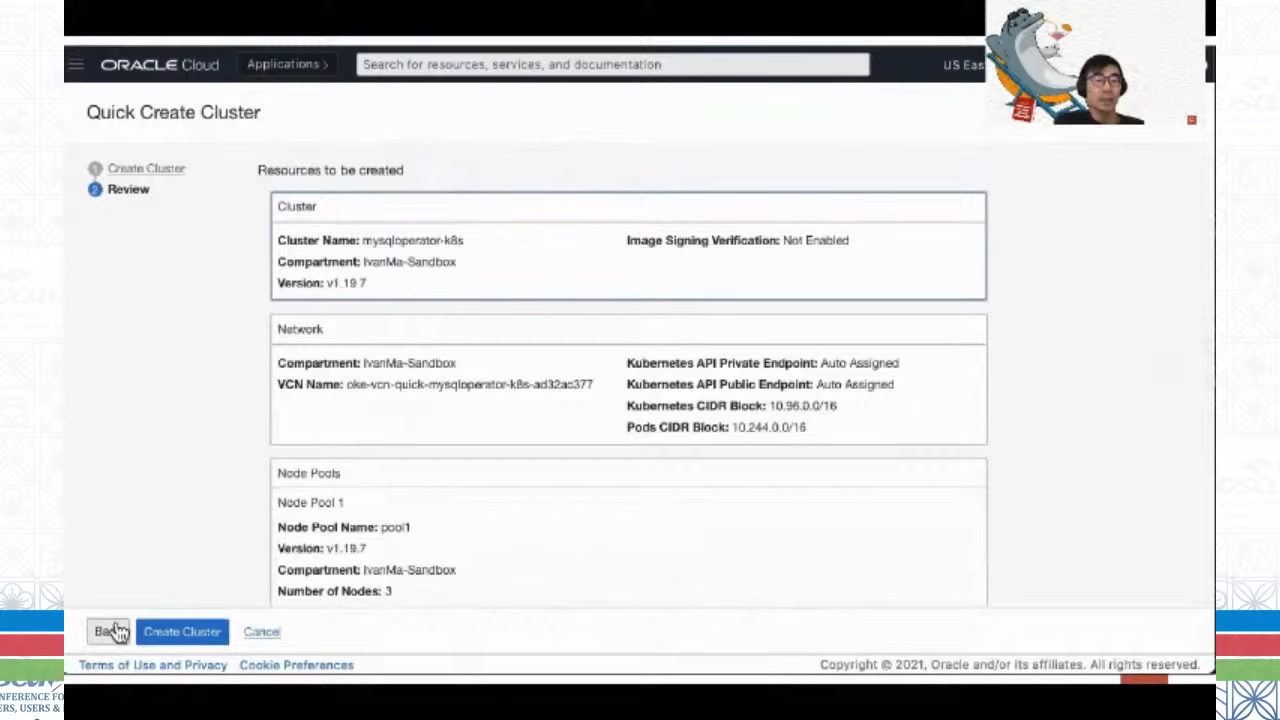 ORACLE Cloud
Applications >
Search for resources, services, and documentation
US Eas
Quick Create Cluster
1 Create Cluster
2 Review
Resources to be created
Cluster
Cluster Name: mysqloperator-k8s
Image Signing Verification: Not Enabled
Compartment: IvanMa-Sandbox
Version: v1.19.7
Network
Compartment: IvanMa-Sandbox
Kubernetes API Private Endpoint: Auto Assigned
VCN Name: oke-vcn-quick-mysqloperator-k8s-ad32ac377
Kubernetes API Public Endpoint: Auto Assigned
Kubernetes CIDR Block: 10.96.0.0/16
Pods CIDR Block: 10.244.0.0/16
Node Pools
Node Pool 1
Node Pool Name: pool1
Version: v1.19.7
Compartment: IvanMa-Sandbox
Number of Nodes: 3
Create Cluster
Cancel
Terms of Use and Privacy
Cookie Preferences
Copyright © 2021, Oracle and/or its affiliates. All rights reserved.
NFERENCE FO
ERS, USERS &